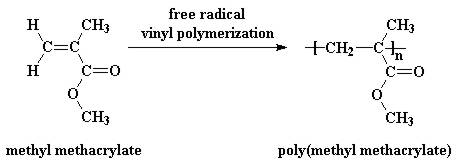 free radical
vinyl polymerization
H CH3 CH3
C=C CH2 C n
H C=O C=O
O O
CH3 CH3
methyl methacrylate poly(methyl methacrylate)